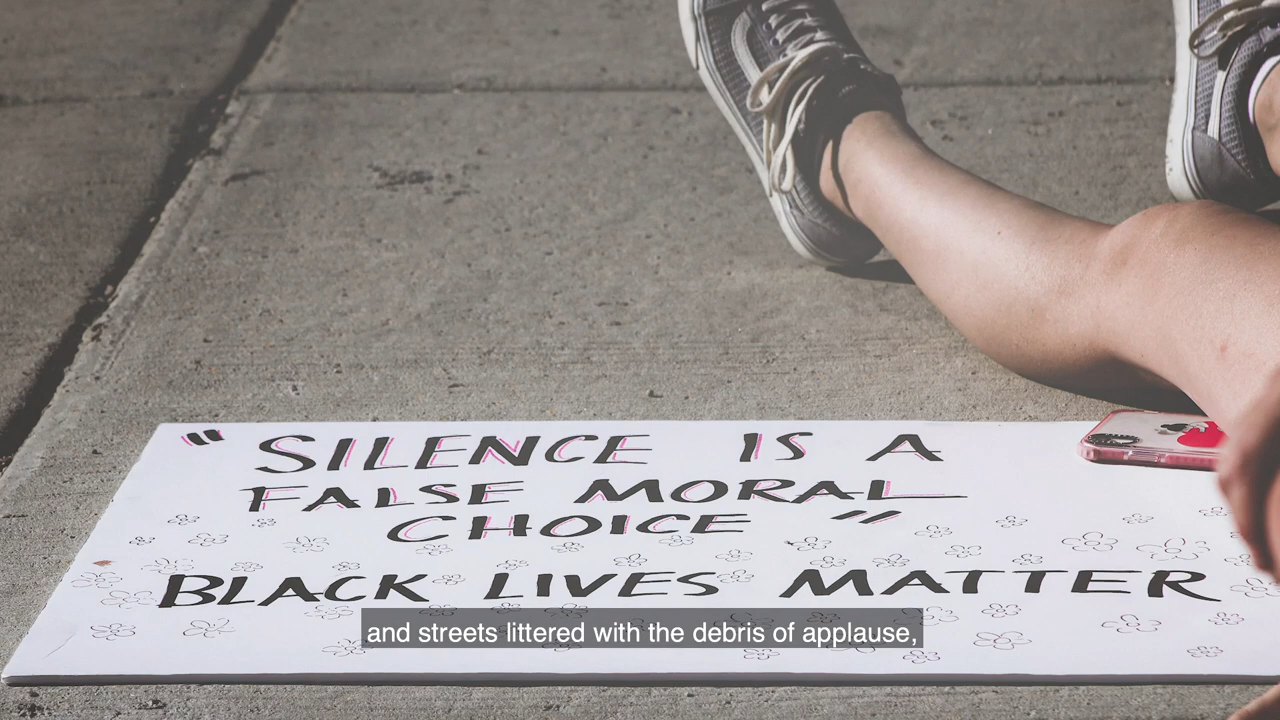 "SILENCE IS A
FALSE MORAL
CHOICE"
BLACK LIVES MATTER
and streets littered with the debris of applause,